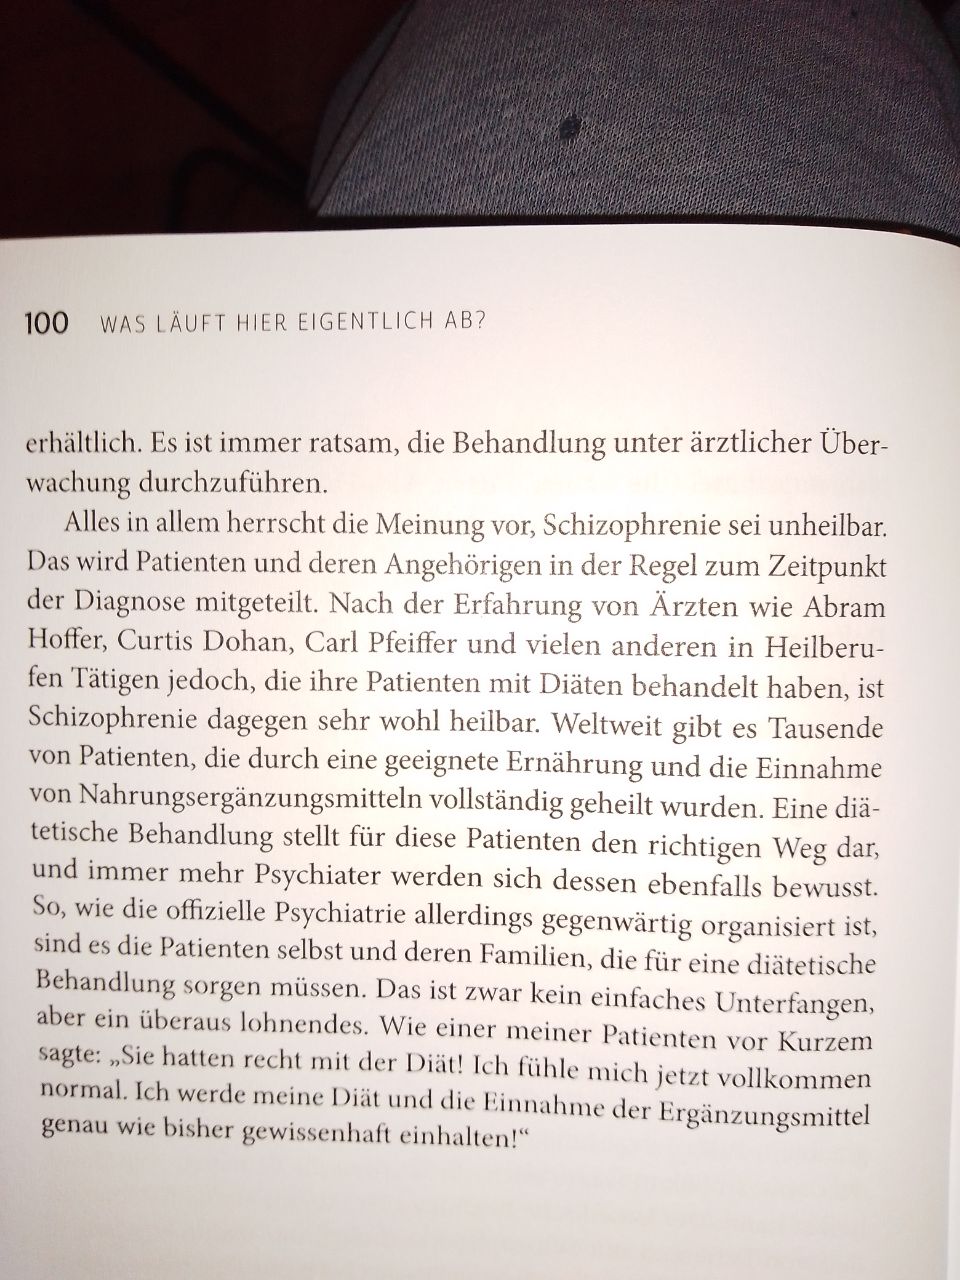 100 WAS LÄUFT HIER EIGENTLICH AB?
erhältlich. Es ist immer ratsam, die Behandlung unter ärztlicher Über-
wachung durchzuführen.
Alles in allem herrscht die Meinung vor, Schizophrenie sei unheilbar.
Das wird Patienten und deren Angehörigen in der Regel zum Zeitpunkt
der Diagnose mitgeteilt. Nach der Erfahrung von Ärzten wie Abram
Hoffer, Curtis Dohan, Carl Pfeiffer und vielen anderen in Heilberu-
fen Tätigen jedoch, die ihre Patienten mit Diäten behandelt haben, ist
Schizophrenie dagegen sehr wohl heilbar. Weltweit gibt es Tausende
von Patienten, die durch eine geeignete Ernährung und die Einnahme
von Nahrungsergänzungsmitteln vollständig geheilt wurden. Eine diä-
tetische Behandlung stellt für diese Patienten den richtigen Weg dar,
und immer mehr Psychiater werden sich dessen ebenfalls bewusst.
So, wie die offizielle Psychiatrie allerdings gegenwärtig organisiert ist,
sind es die Patienten selbst und deren Familien, die für eine diätetische
Behandlung sorgen müssen. Das ist zwar kein einfaches Unterfangen,
aber ein überaus lohnendes. Wie einer meiner Patienten vor Kurzem
sagte: „Sie hatten recht mit der Diät! Ich fühle mich jetzt vollkommen
normal. Ich werde meine Diät und die Einnahme der Ergänzungsmittel
genau wie bisher gewissenhaft einhalten!“